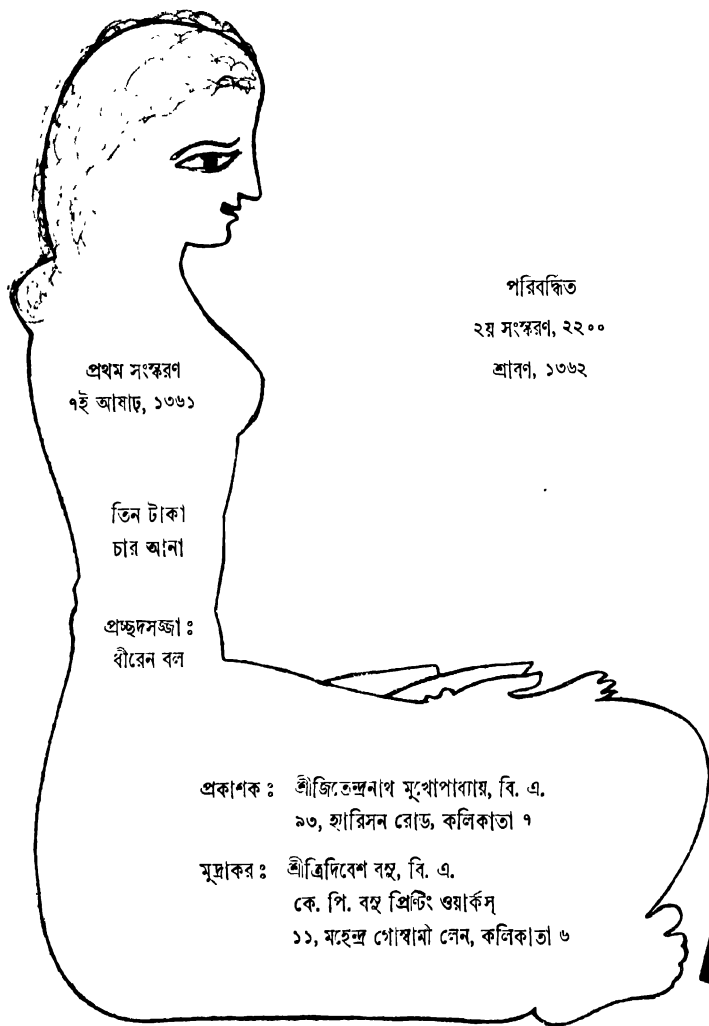 পরিবর্দ্ধিত
২য় সংস্করণ, ২২০০
শ্রাবণ, ১৩৬২
প্রথম সংস্করণ
৭ই আষাঢ়, ১৩৬১
তিন টাকা
চার আনা
প্রচ্ছদসজ্জা :
ধীরেন বল
প্রকাশক : শ্রীজিতেন্দ্রনাথ মুখোপাধ্যায়, বি. এ.
৯৩, হ্যারিসন রোড, কলিকাতা ৭
মুদ্রাকর : শ্রীত্রিদিবেশ বসু, বি. এ.
কে. পি. বসু প্রিন্টিং ওয়ার্কস্
১১, মহেন্দ্র গোস্বামী লেন, কলিকাতা ৬